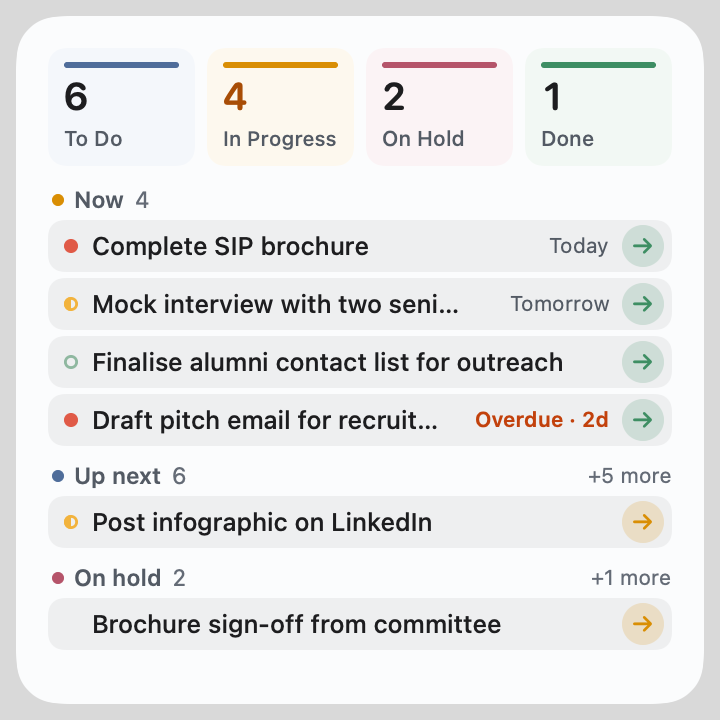 6 4 2 1
To Do In Progress On Hold Done
Now 4
Complete SIP brochure Today
Mock interview with two seni... Tomorrow
Finalise alumni contact list for outreach
Draft pitch email for recruit... Overdue · 2d
Up next 6 +5 more
Post infographic on LinkedIn
On hold 2 +1 more
Brochure sign-off from committee